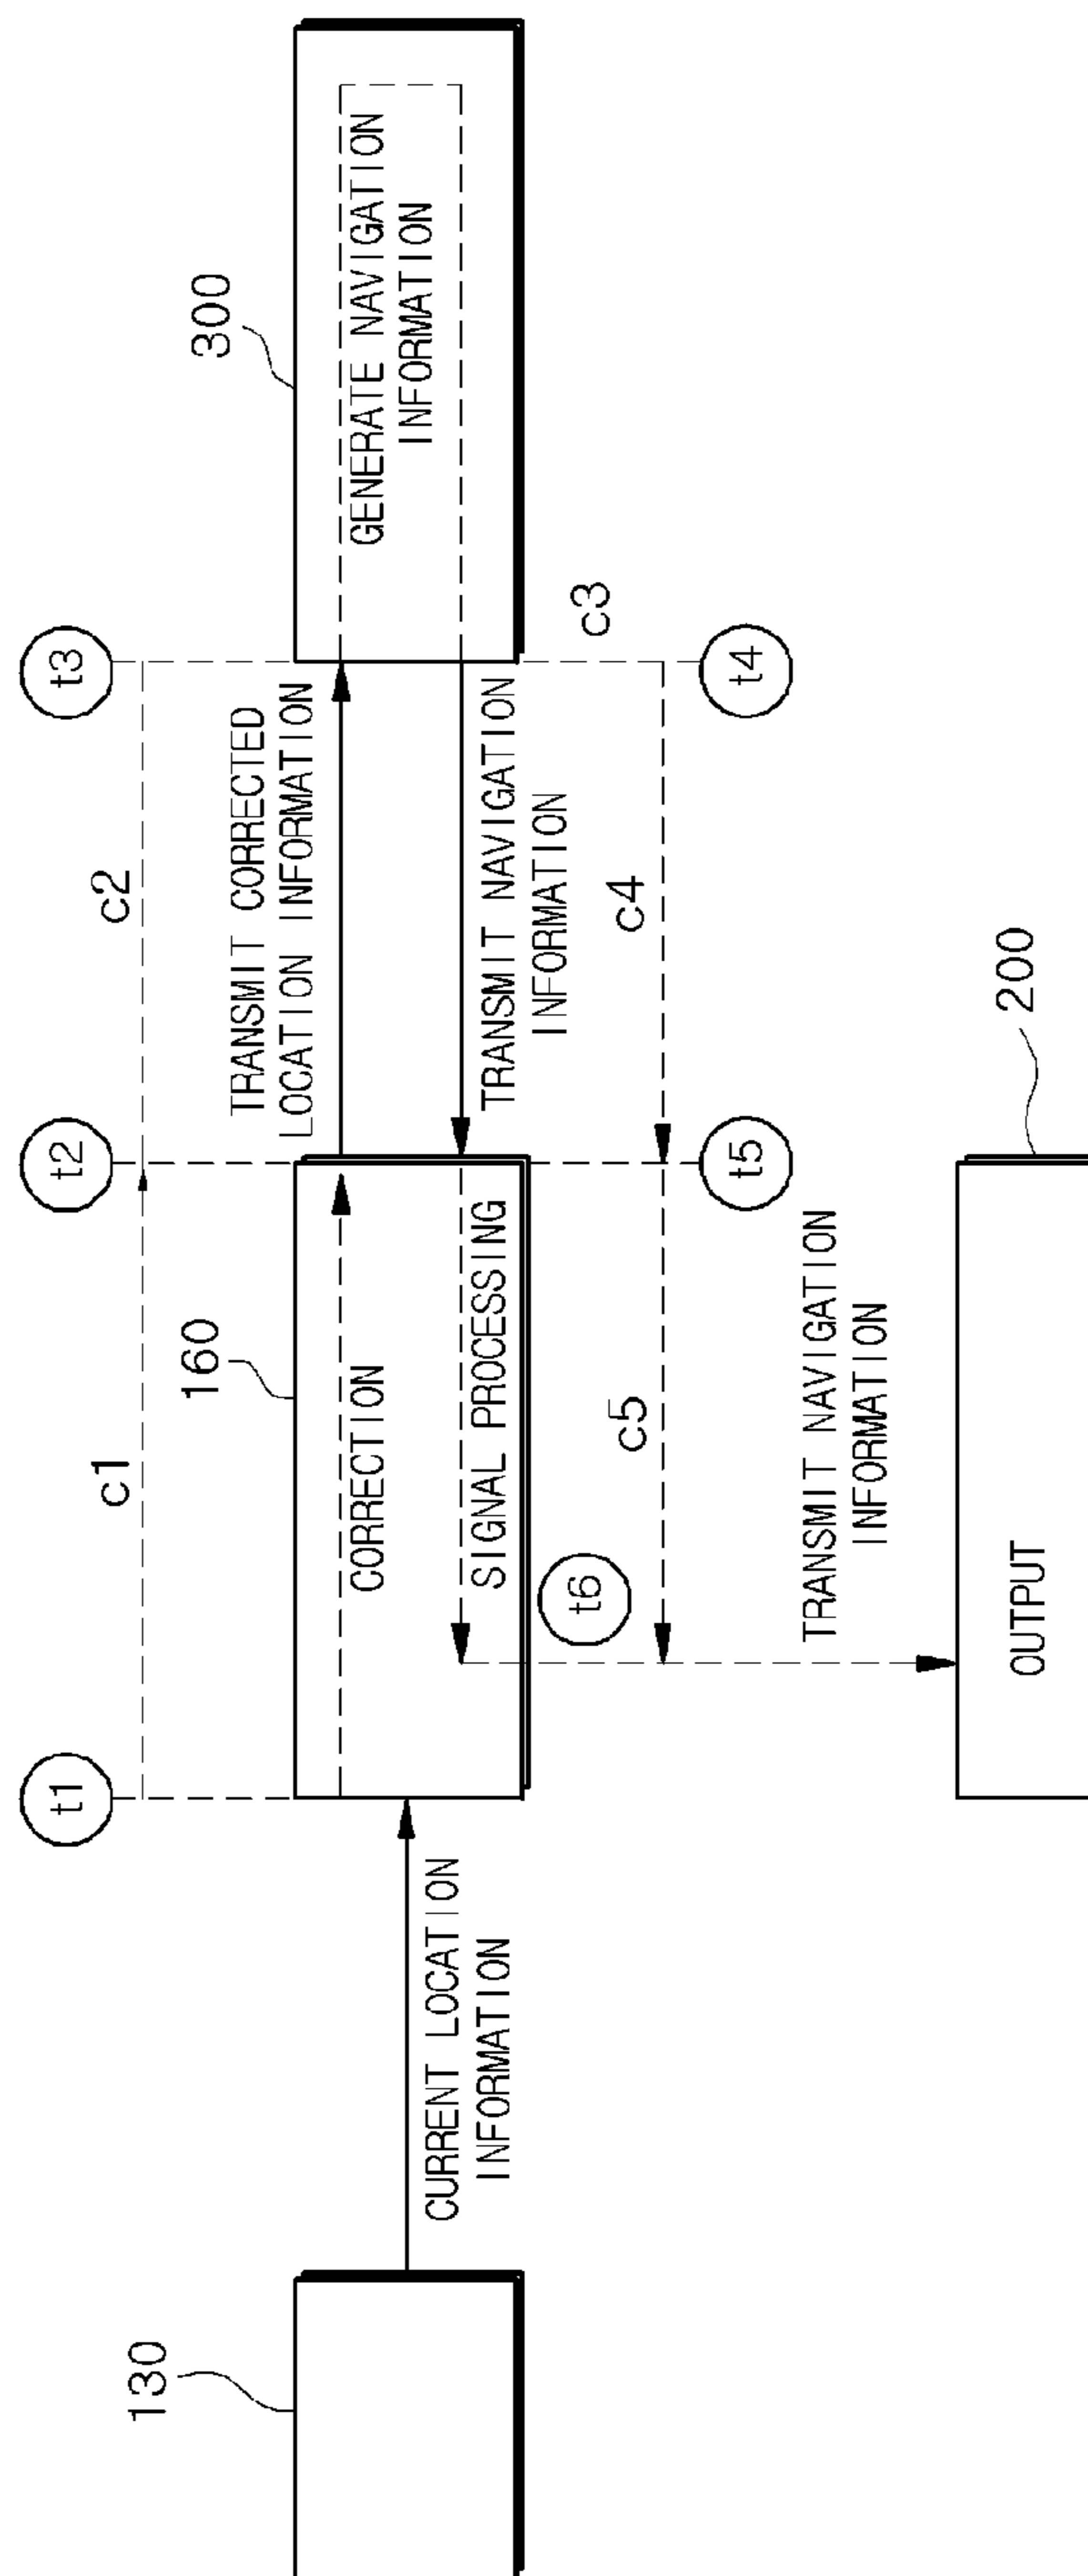 t1
t2
t3
c1
c2
130
160
300
CURRENT LOCATION
INFORMATION
CORRECTION
SIGNAL PROCESSING
TRANSMIT CORRECTED
LOCATION INFORMATION
TRANSMIT NAVIGATION
INFORMATION
GENERATE NAVIGATION
INFORMATION
c3
t6
c5
c4
t5
t4
TRANSMIT NAVIGATION
INFORMATION
200
OUTPUT